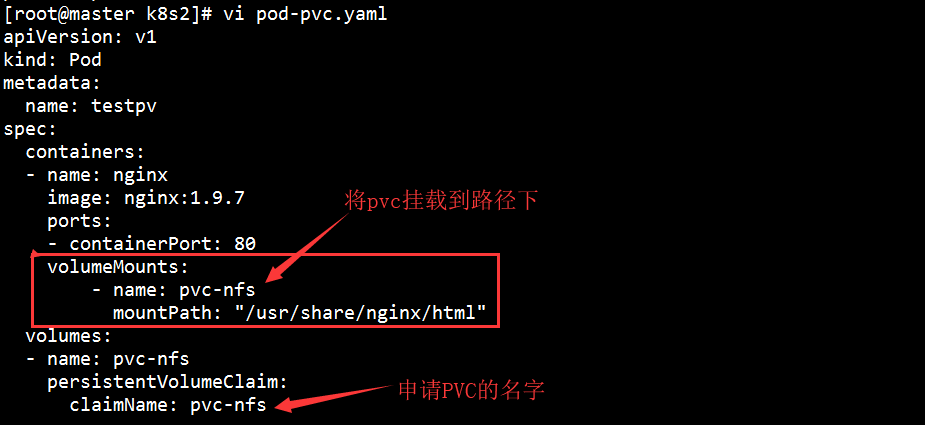 [root@master k8s2]# vi pod-pvc.yaml
apiVersion: v1
kind: Pod
metadata:
  name: testpv
spec:
  containers:
  - name: nginx
    image: nginx:1.9.7
将pvc挂载到路径下
    ports:
    - containerPort: 80
    volumeMounts:
        - name: pvc-nfs
          mountPath: "/usr/share/nginx/html"
  volumes:
  - name: pvc-nfs
    persistentVolumeClaim:
申请PVC的名字
      claimName: pvc-nfs